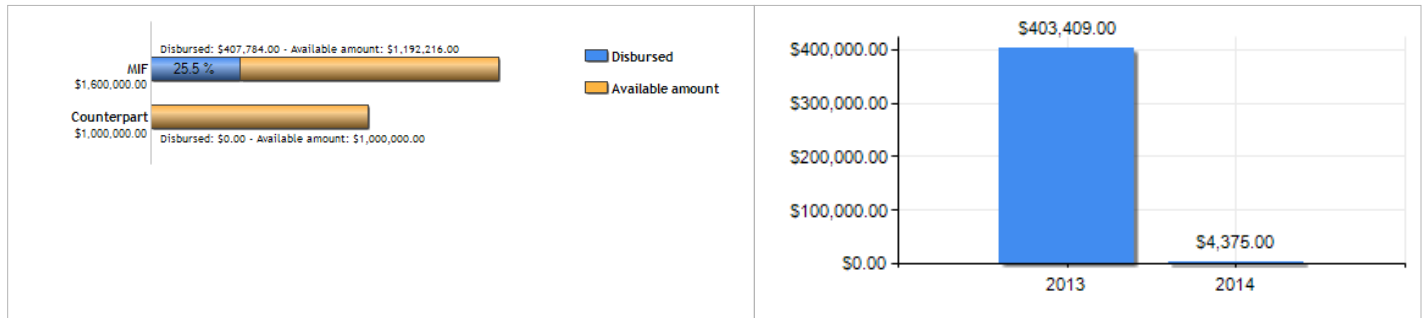 Disbursed: $407,784.00 - Available amount: $1,192,216.00
MIF
25.5 %
$1,600,000.00
Counterpart
$1,000,000.00
Disbursed: $0.00 - Available amount: $1,000,000.00
Disbursed
Available amount
$403,409.00
$400,000.00
$300,000.00
$200,000.00
$100,000.00
$4,375.00
$0.00
2013 2014